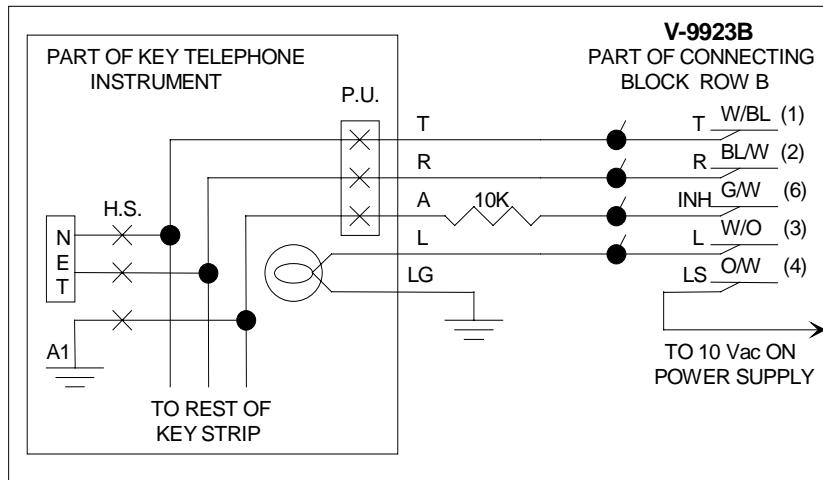 V-9923B
PART OF CONNECTING
BLOCK ROW B
PART OF KEY TELEPHONE
INSTRUMENT
P.U.
T
T W/BL (1)
R
R BL/W (2)
A
10K
INH G/W (6)
L
L W/O (3)
LG
LS O/W (4)
H.S.
N
E
T
A1
TO REST OF
KEY STRIP
TO 10 Vac ON
POWER SUPPLY